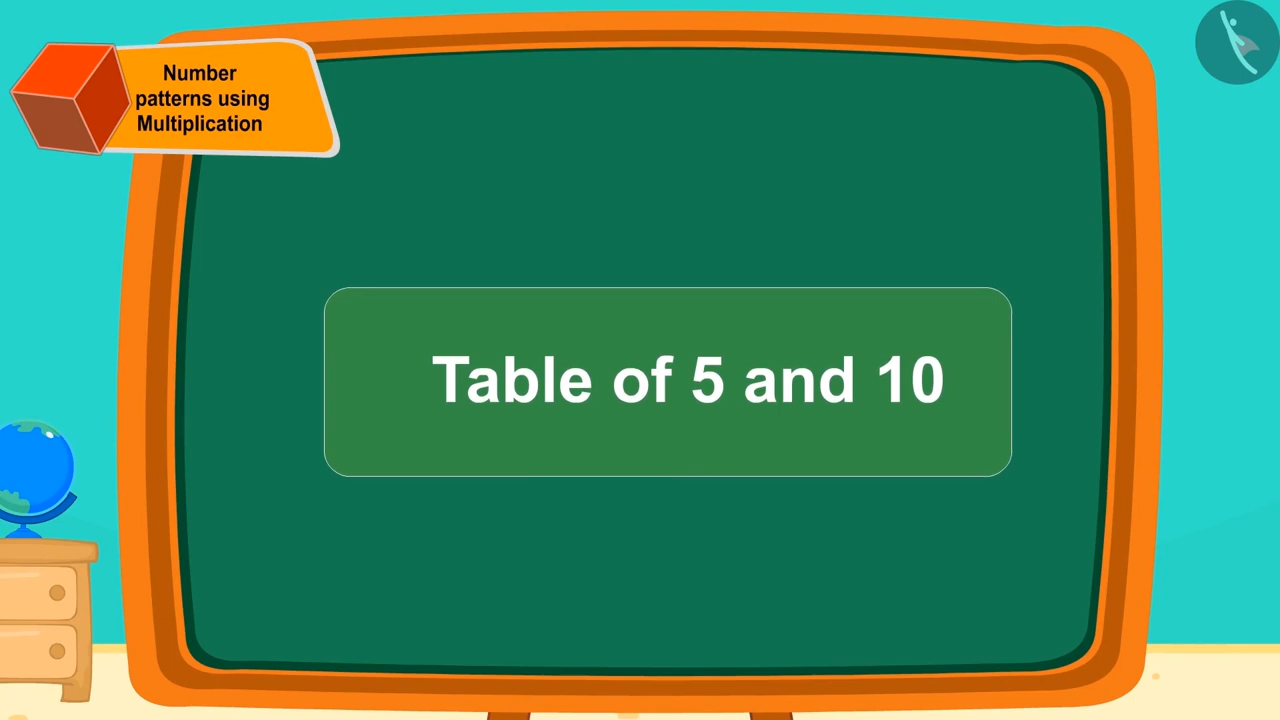 Number
patterns using
Multiplication
Table of 5 and 10